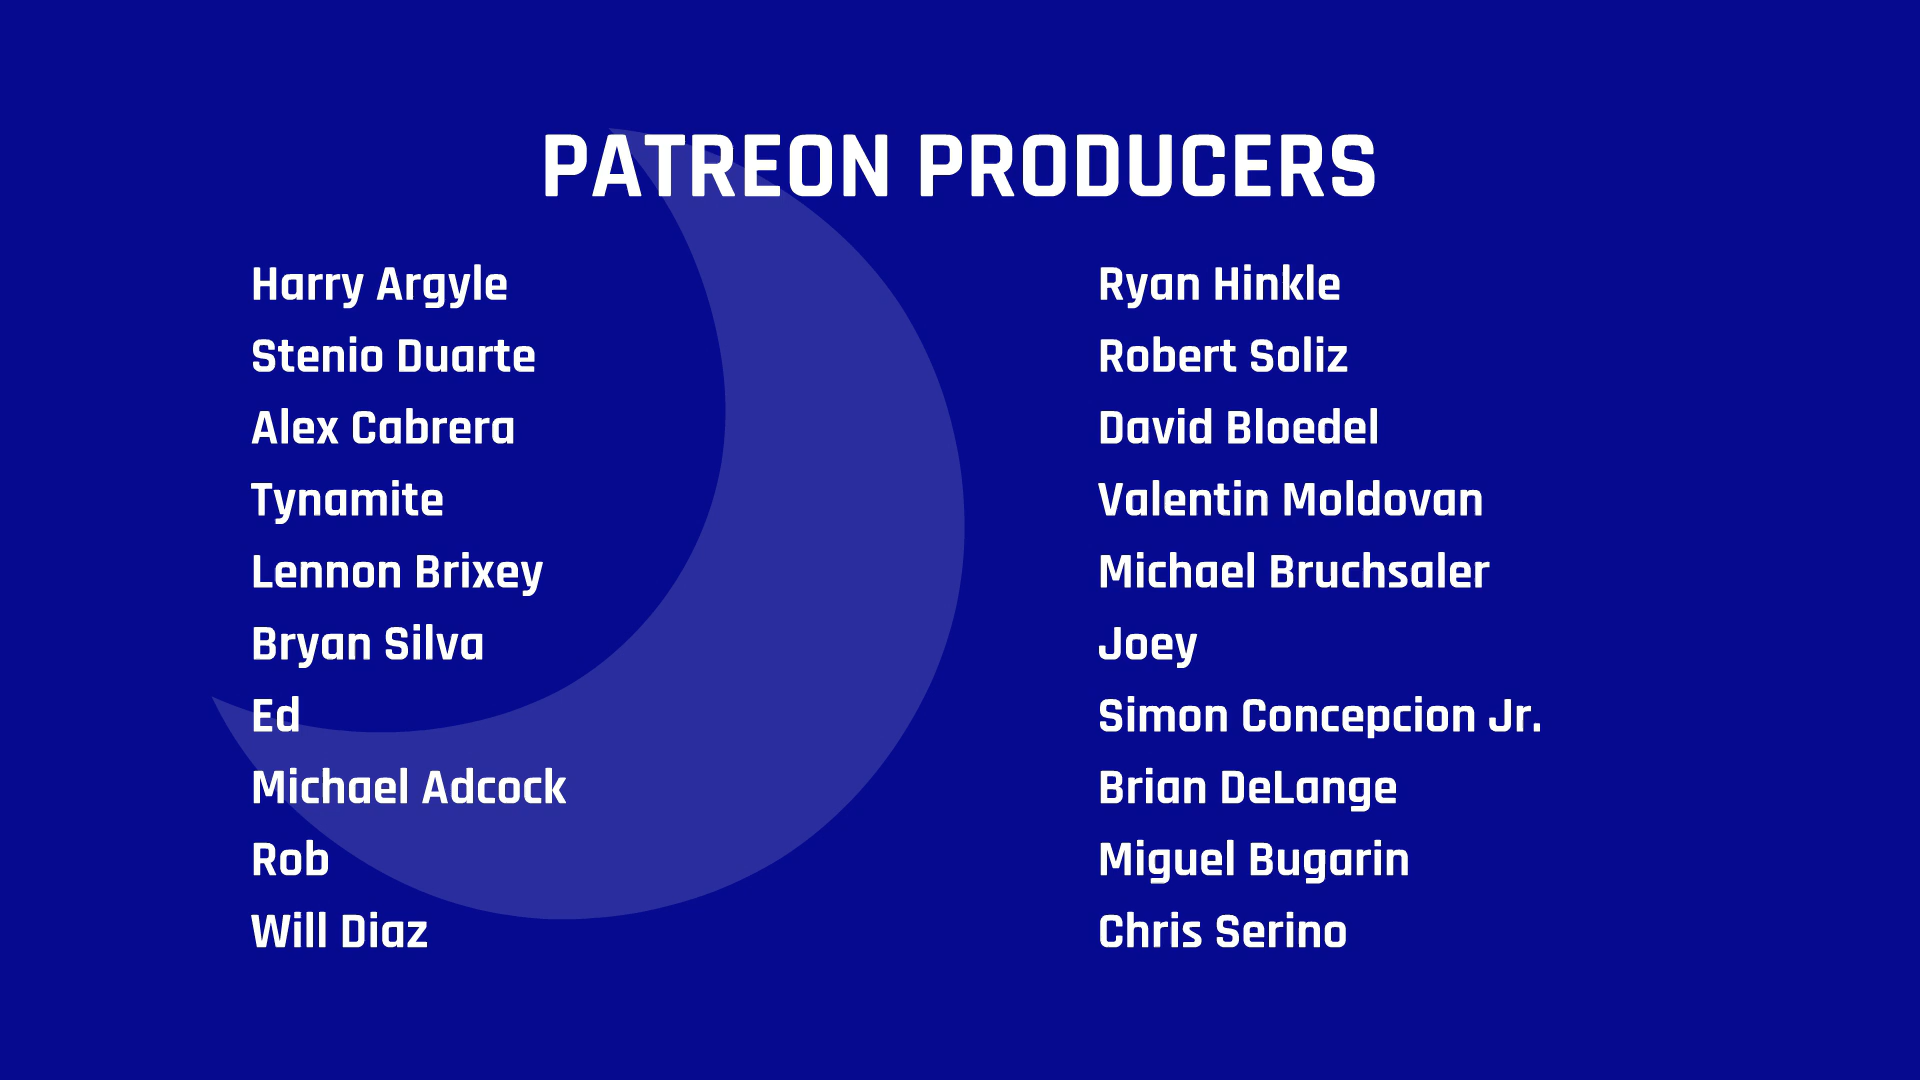 PATREON PRODUCERS
Harry Argyle
Stenio Duarte
Alex Cabrera
Tynamite
Lennon Brixey
Bryan Silva
Ed
Michael Adcock
Rob
Will Diaz
Ryan Hinkle
Robert Soliz
David Bloedel
Valentin Moldovan
Michael Bruchsaler
Joey
Simon Concepcion Jr.
Brian DeLange
Miguel Bugarin
Chris Serino